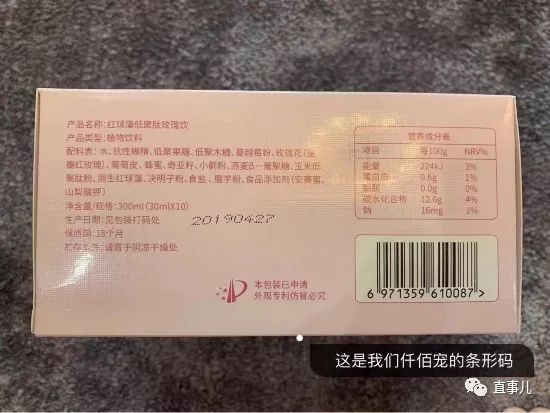 产品名称：红球藻低聚肽玫瑰饮
产品类型：植物饮料
配料表：水、抗性糊精、低聚果糖、低聚木糖、蔓越莓粉、玫瑰花（重
瓣红玫瑰）、葡萄皮、蜂蜜、奇亚籽、小麦粉、燕麦β－葡聚糖、玉米低
聚肽粉、雨生红球藻、决明子粉、食盐、魔芋粉、食品添加剂（安赛蜜、
山梨酸钾）
净含量/规格：300ml（30mlX10）
生产日期：见包装打码处
20190427
保质期：18个月
贮存条件：请置于阴凉干燥处
本包装已申请
外观专利仿冒必究
营养成分表
项目 每100g NRV%
能量 224kJ 3%
蛋白质 0.6g 1%
脂肪 0.0g 0%
碳水化合物 12.6g 4%
钠 16mg 1%
6 971359 610087 >
这是我们仟佰宠的条形码
直事儿